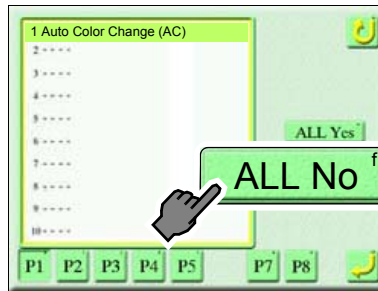 1 Auto Color Change (AC)
2 ----
3 ----
4 ----
5 ----
6 ----
7 ----
8 ----
9 ----
10 ----
ALL Yes
ALL No f
P1 P2 P3 P4 P5 P7 P8